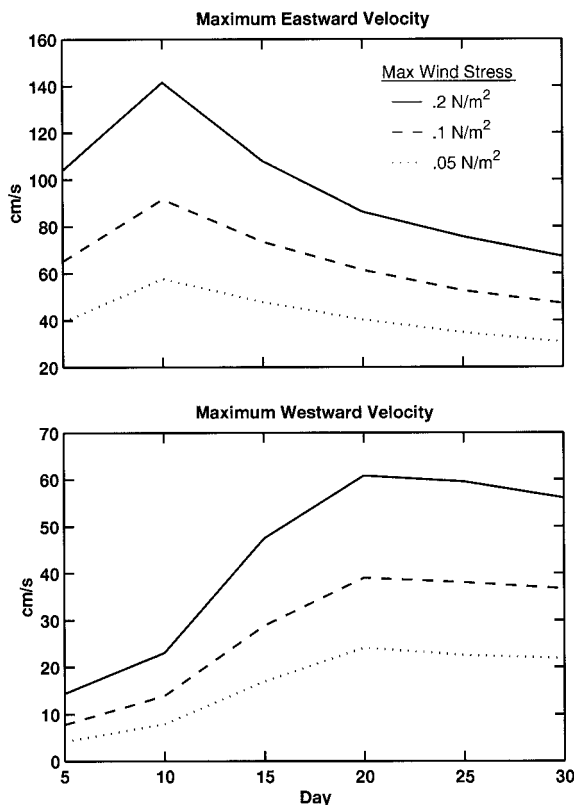 Maximum Eastward Velocity
160
140
120
100
80
60
40
20
cm/s
Max Wind Stress
.2 N/m²
.1 N/m²
.05 N/m²
Maximum Westward Velocity
70
60
50
40
30
20
10
0
cm/s
5
10
15
20
25
30
Day